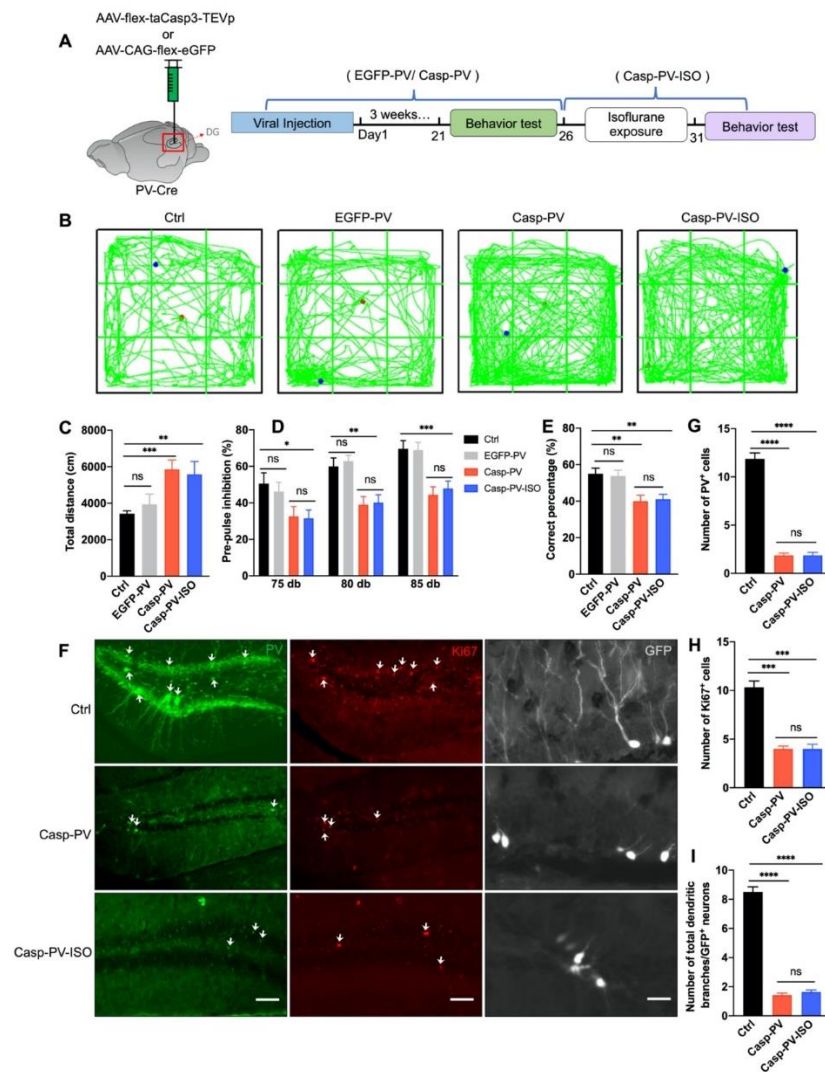 AAV-flex-taCasp3-TEVp
or
AAV-CAG-flex-eGFP
A
DG
PV-Cre
( EGFP-PV/ Casp-PV )
( Casp-PV-ISO )
Viral Injection
3 weeks...
Day1
21
Behavior test
26
Isoflurane
exposure
31
Behavior test
B
Ctrl
EGFP-PV
Casp-PV
Casp-PV-ISO
C
Total distance (cm)
8000
6000
4000
2000
0
**
***
ns
Ctrl
EGFP-PV
Casp-PV
Casp-PV-ISO
D
Pre-pulse inhibition (%)
80
60
40
20
0
*
ns
ns
**
ns
ns
***
ns
ns
75 db
80 db
85 db
Ctrl
EGFP-PV
Casp-PV
Casp-PV-ISO
E
Correct percentage (%)
80
60
40
20
0
**
**
ns
ns
Ctrl
EGFP-PV
Casp-PV
Casp-PV-ISO
G
Number of PV+ cells
15
10
5
0
****
****
ns
Ctrl
Casp-PV
Casp-PV-ISO
F
PV
Ki67
GFP
Ctrl
Casp-PV
Casp-PV-ISO
H
Number of Ki67+ cells
15
10
5
0
***
***
ns
Ctrl
Casp-PV
Casp-PV-ISO
I
Number of total dendritic
branches/GFP+ neurons
10
8
6
4
2
0
****
****
ns
Ctrl
Casp-PV
Casp-PV-ISO